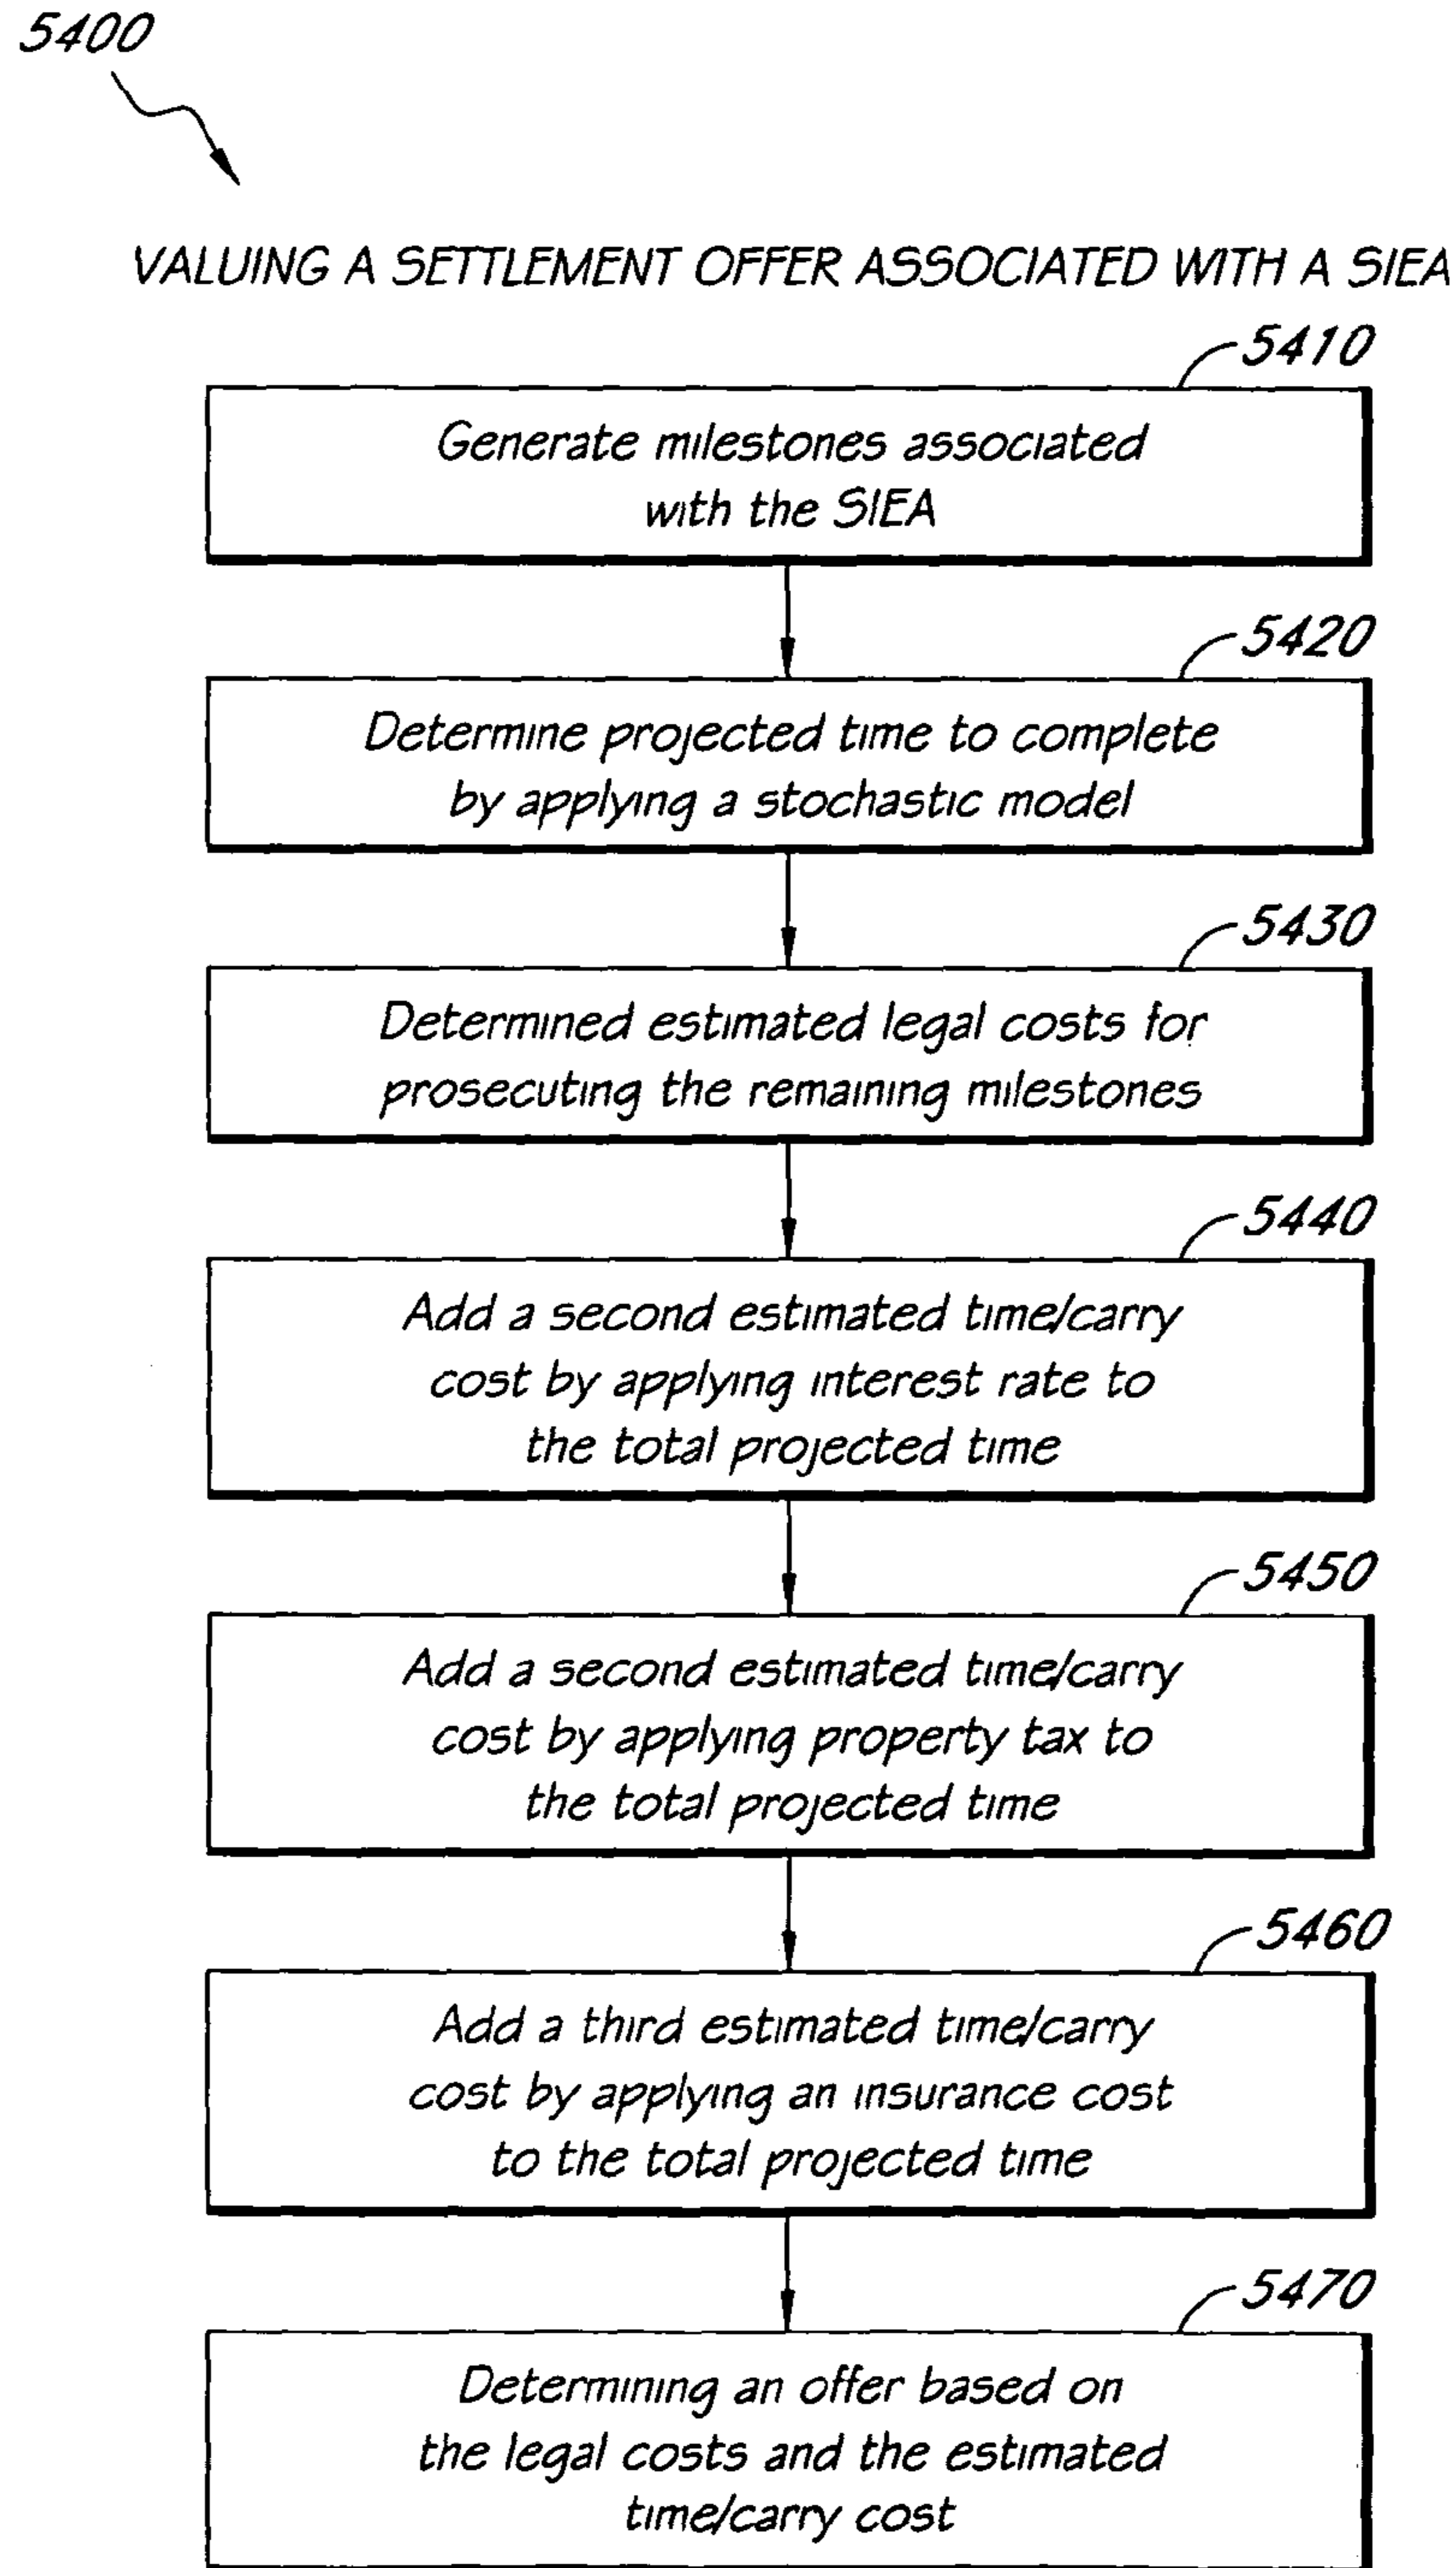 5400
VALUING A SETTLEMENT OFFER ASSOCIATED WITH A SIEA
5410
Generate milestones associated
with the SIEA
5420
Determine projected time to complete
by applying a stochastic model
5430
Determined estimated legal costs for
prosecuting the remaining milestones
5440
Add a second estimated time/carry
cost by applying interest rate to
the total projected time
5450
Add a second estimated time/carry
cost by applying property tax to
the total projected time
5460
Add a third estimated time/carry
cost by applying an insurance cost
to the total projected time
5470
Determining an offer based on
the legal costs and the estimated
time/carry cost